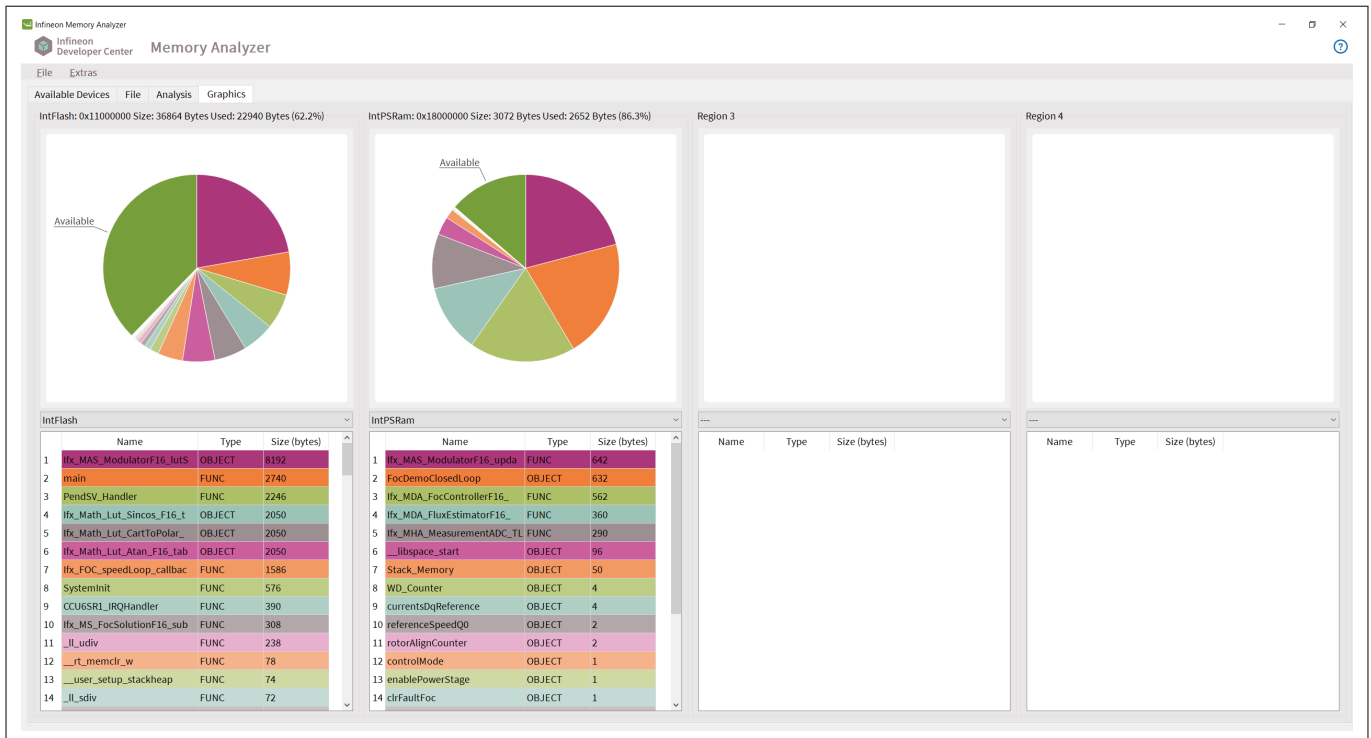 Infineon Memory Analyzer
Infineon
Developer Center
Memory Analyzer
?
File Extras
Available Devices File Analysis Graphics
IntFlash: 0x11000000 Size: 36864 Bytes Used: 22940 Bytes (62.2%)
Available
IntFlash
Name Type Size (bytes)
1 Ifx_MAS_ModulatorF16_lutS OBJECT 8192
2 main FUNC 2740
3 PendSV_Handler FUNC 2246
4 Ifx_Math_Lut_Sincos_F16_t OBJECT 2050
5 Ifx_Math_Lut_CartToPolar_ OBJECT 2050
6 Ifx_Math_Lut_Atan_F16_tab OBJECT 2050
7 Ifx_FOC_speedLoop_callbac FUNC 1586
8 SystemInit FUNC 576
9 CCU6SR1_IRQHandler FUNC 390
10 Ifx_MS_FocSolutionF16_sub FUNC 308
11 _ll_udiv FUNC 238
12 __rt_memclr_w FUNC 78
13 __user_setup_stackheap FUNC 74
14 _ll_sdiv FUNC 72
IntPSRam: 0x18000000 Size: 3072 Bytes Used: 2652 Bytes (86.3%)
Available
IntPSRam
Name Type Size (bytes)
1 Ifx_MAS_ModulatorF16_upda FUNC 642
2 FocDemoClosedLoop OBJECT 632
3 Ifx_MDA_FocControllerF16_ FUNC 562
4 Ifx_MDA_FluxEstimatorF16_ FUNC 360
5 Ifx_MHA_MeasurementADC_TL FUNC 290
6 __libspace_start OBJECT 96
7 Stack_Memory OBJECT 50
8 WD_Counter OBJECT 4
9 currentsDqReference OBJECT 4
10 referenceSpeedQ0 OBJECT 2
11 rotorAlignCounter OBJECT 2
12 controlMode OBJECT 1
13 enablePowerStage OBJECT 1
14 clrFaultFoc OBJECT 1
Region 3
---
Name Type Size (bytes)
Region 4
---
Name Type Size (bytes)